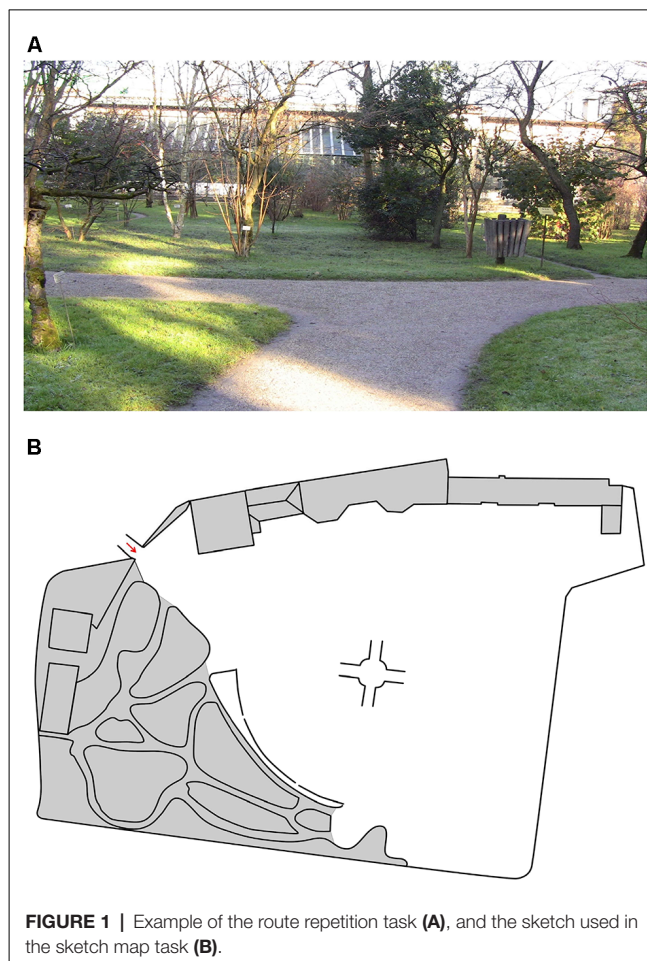 A
B
FIGURE 1 | Example of the route repetition task (A), and the sketch used in
the sketch map task (B).